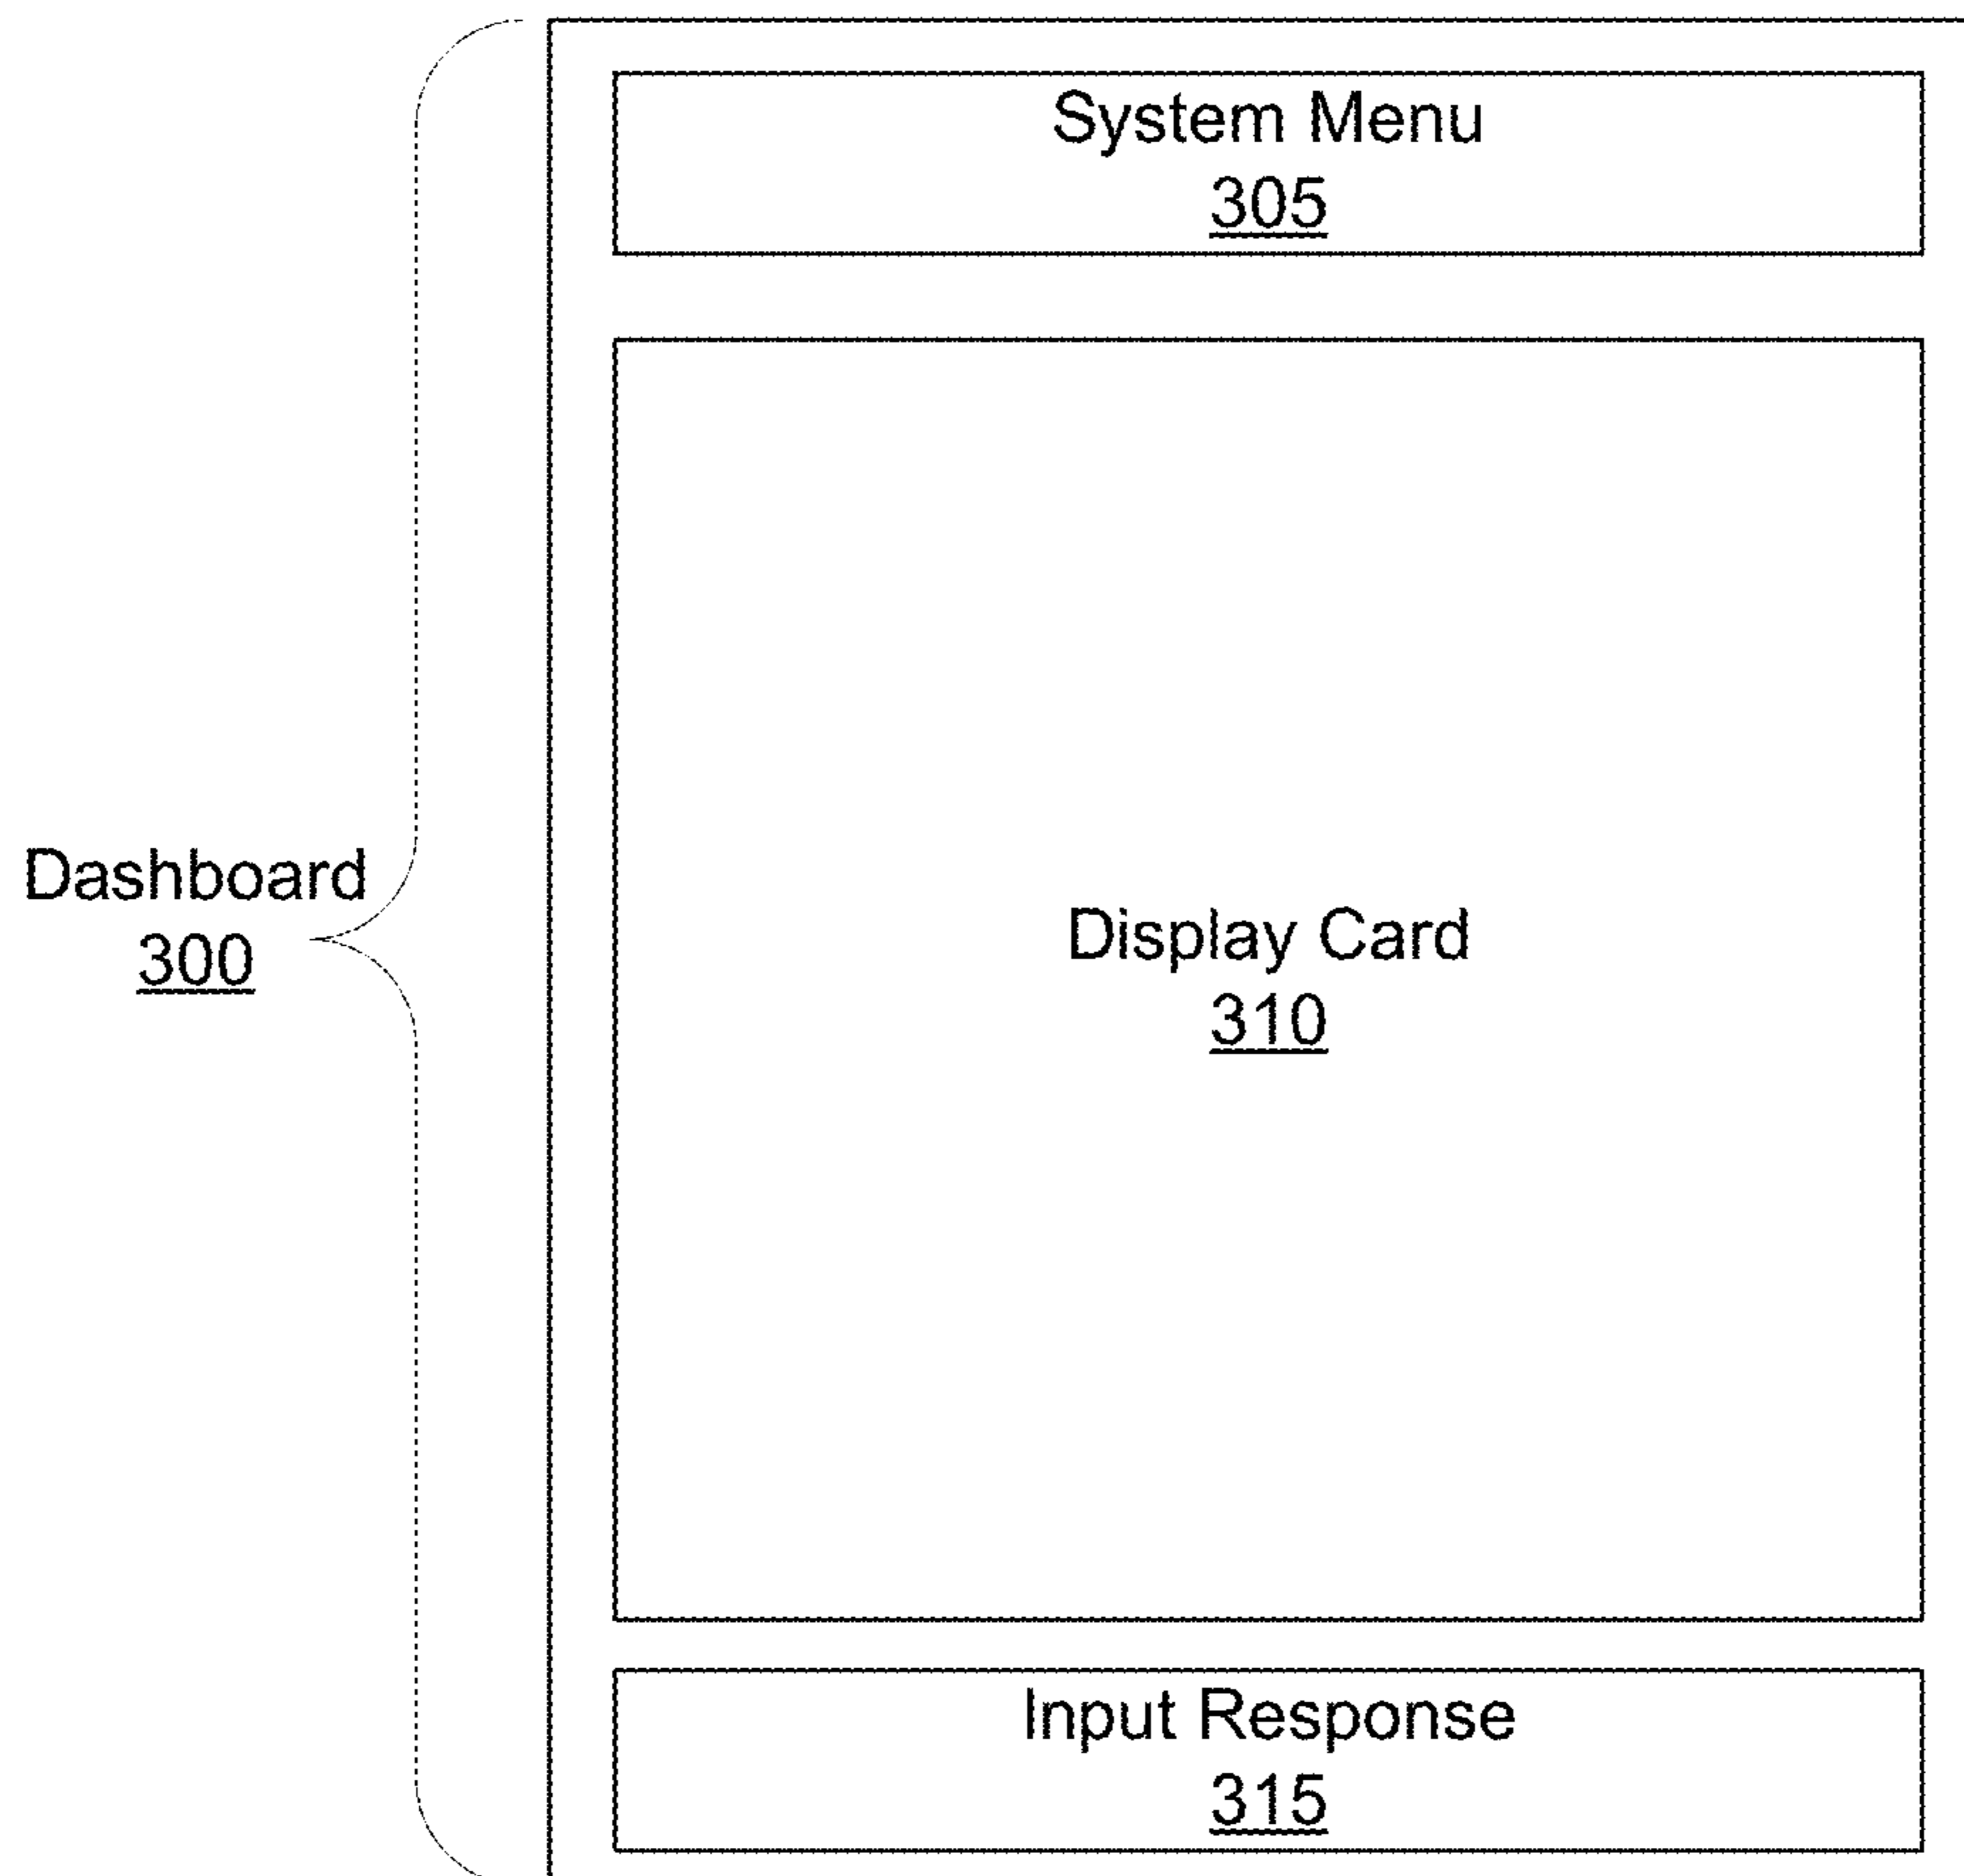 System Menu
305
Dashboard
300
Display Card
310
Input Response
315